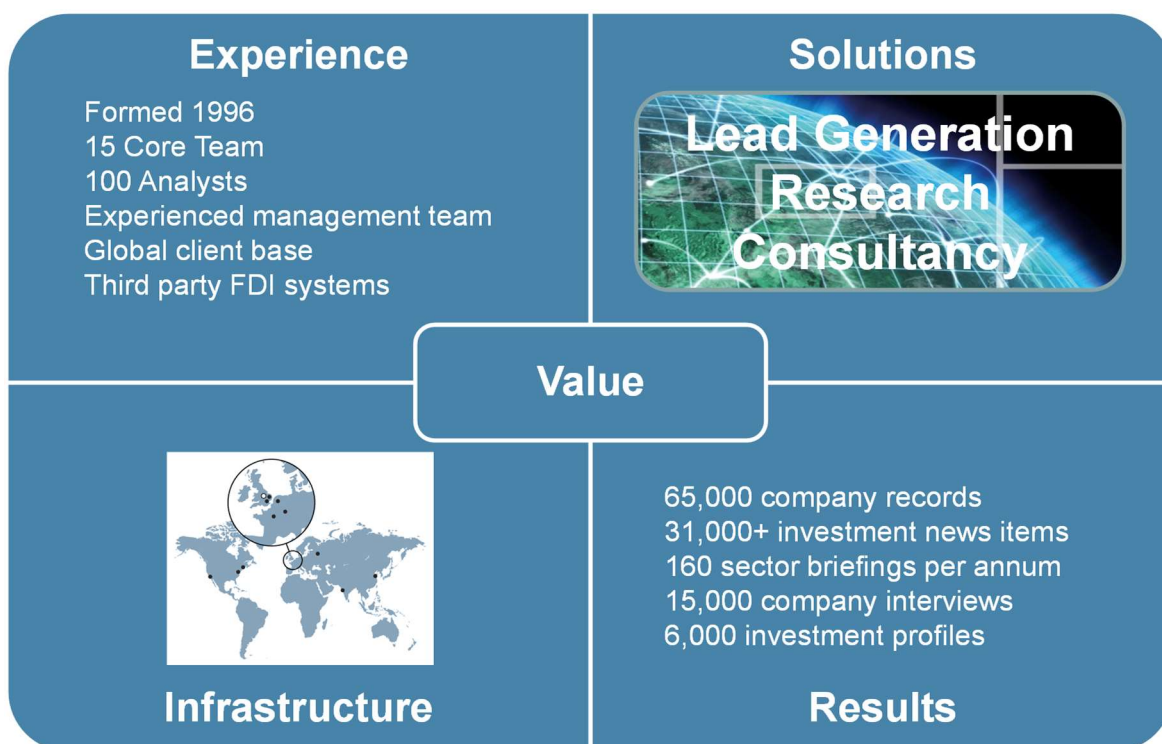 Experience
Formed 1996
15 Core Team
100 Analysts
Experienced management team
Global client base
Third party FDI systems
Solutions
Lead Generation
Research
Consultancy
Value
Infrastructure
65,000 company records
31,000+ investment news items
160 sector briefings per annum
15,000 company interviews
6,000 investment profiles
Results